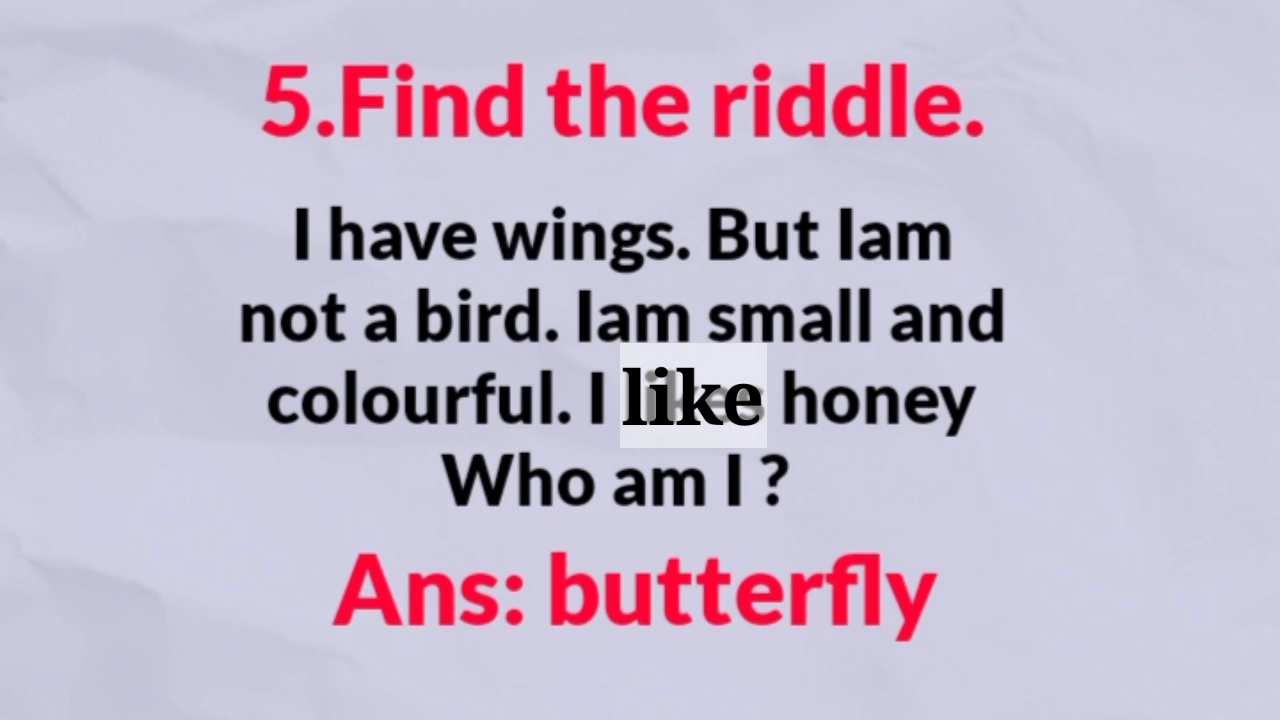 5.Find the riddle.
I have wings. But Iam
not a bird. Iam small and
colourful. I like honey
Who am I ?
Ans: butterfly